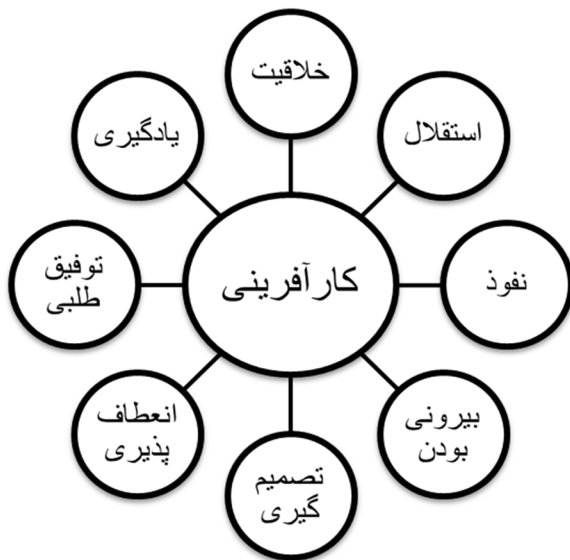 خلاقیت
استقلال
نفوذ
بیرونی
بودن
تصمیم
گیری
انعطاف
پذیری
توفیق
طلبی
یادگیری
کارآفرینی